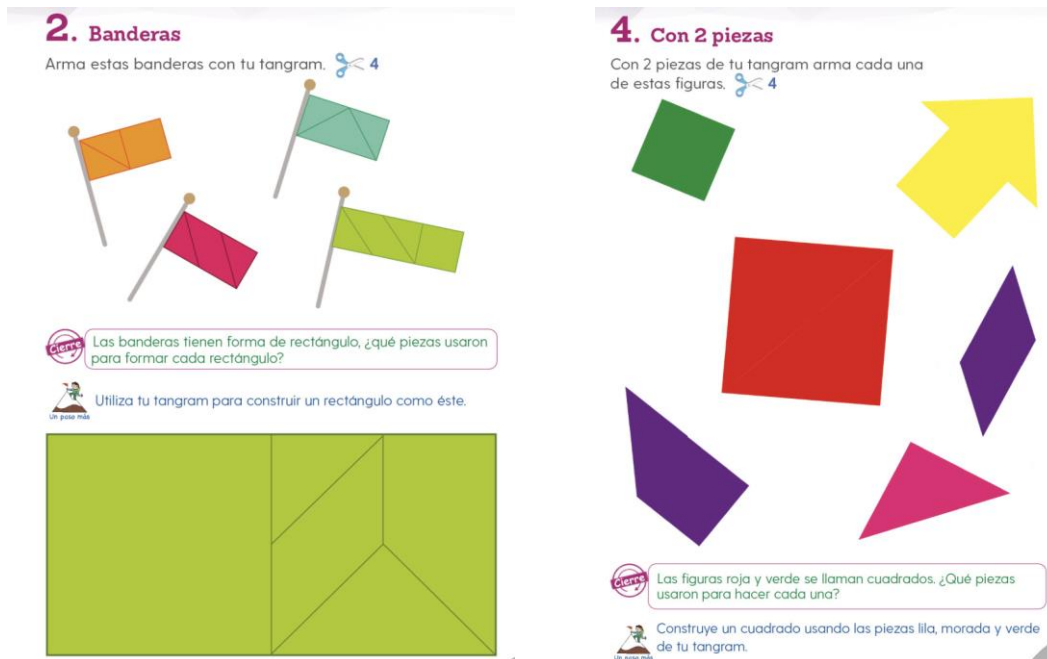 2. Banderas
Arma estas banderas con tu tangram. 4
Cierre
Las banderas tienen forma de rectángulo, ¿qué piezas usaron
para formar cada rectángulo?
Un paso más
Utiliza tu tangram para construir un rectángulo como éste.
4. Con 2 piezas
Con 2 piezas de tu tangram arma cada una
de estas figuras. 4
Cierre
Las figuras roja y verde se llaman cuadrados. ¿Qué piezas
usaron para hacer cada una?
Un paso más
Construye un cuadrado usando las piezas lila, morada y verde
de tu tangram.